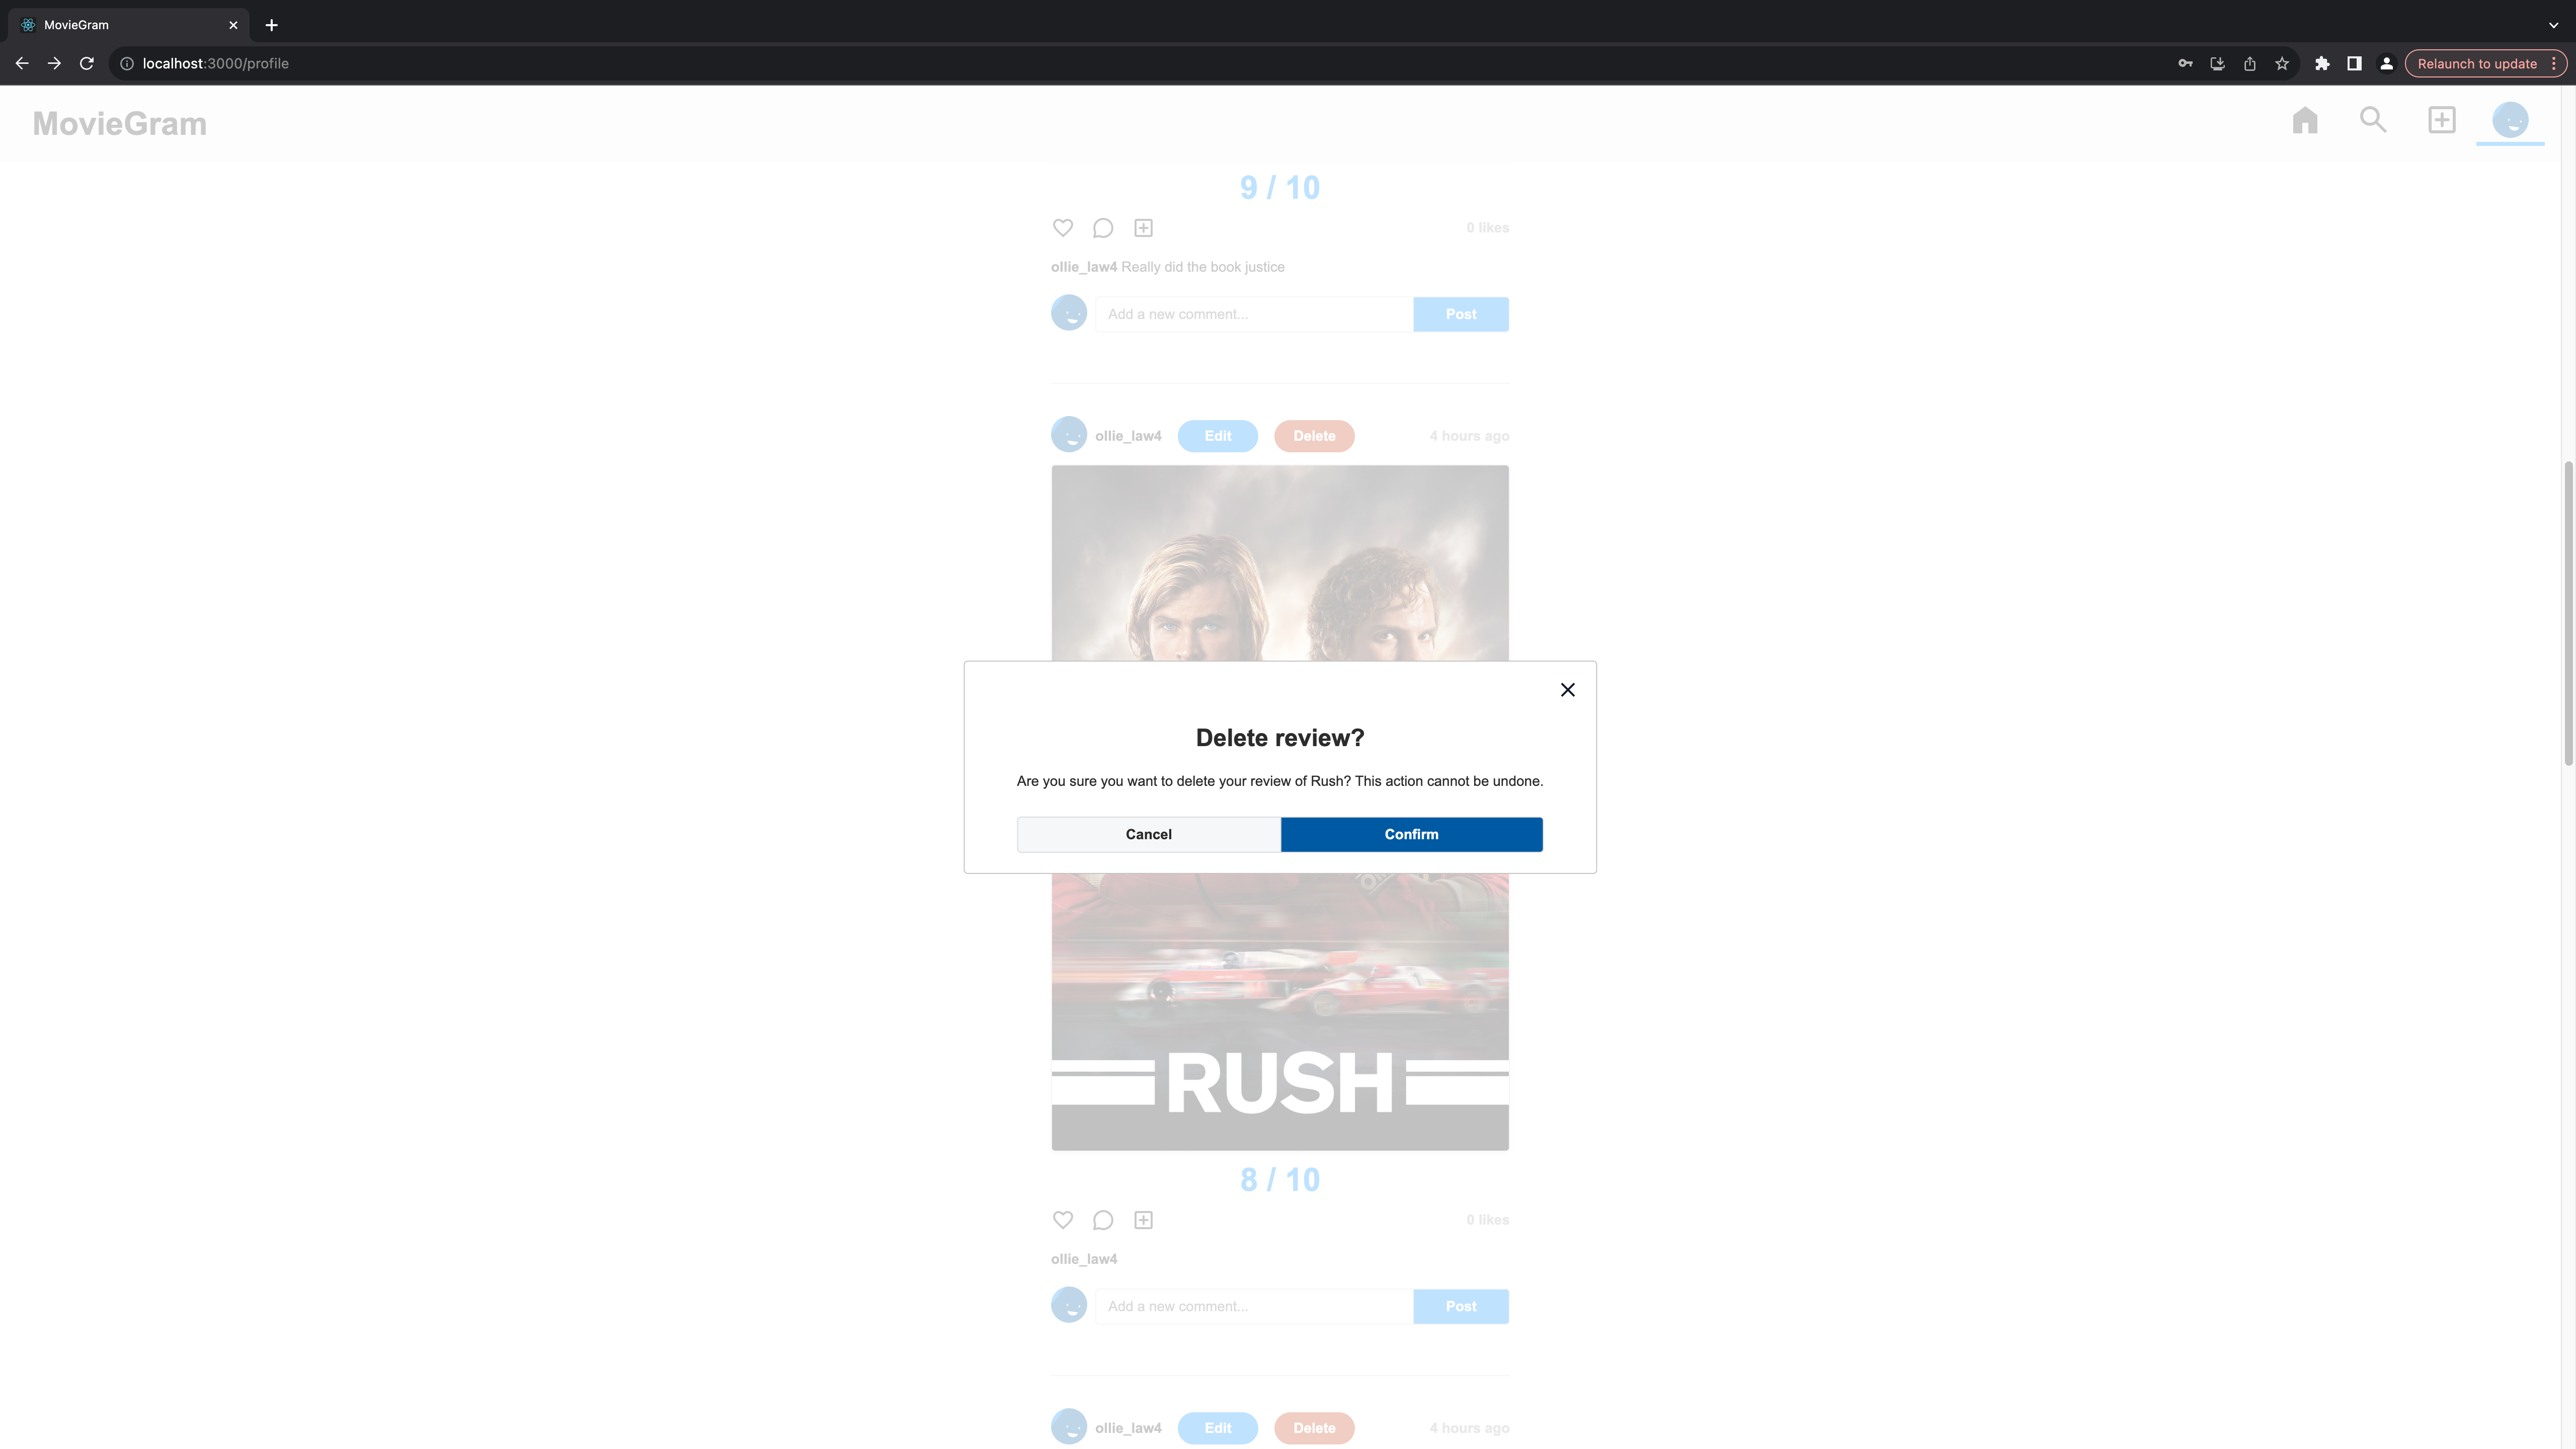 MovieGram
localhost:3000/profile
Relaunch to update
MovieGram
9 / 10
0 likes
ollie_law4 Really did the book justice
Add a new comment... Post
ollie_law4 Edit Delete 4 hours ago
Delete review?
Are you sure you want to delete your review of Rush? This action cannot be undone.
Cancel Confirm
RUSH
8 / 10
0 likes
ollie_law4
Add a new comment... Post
ollie_law4 Edit Delete 4 hours ago